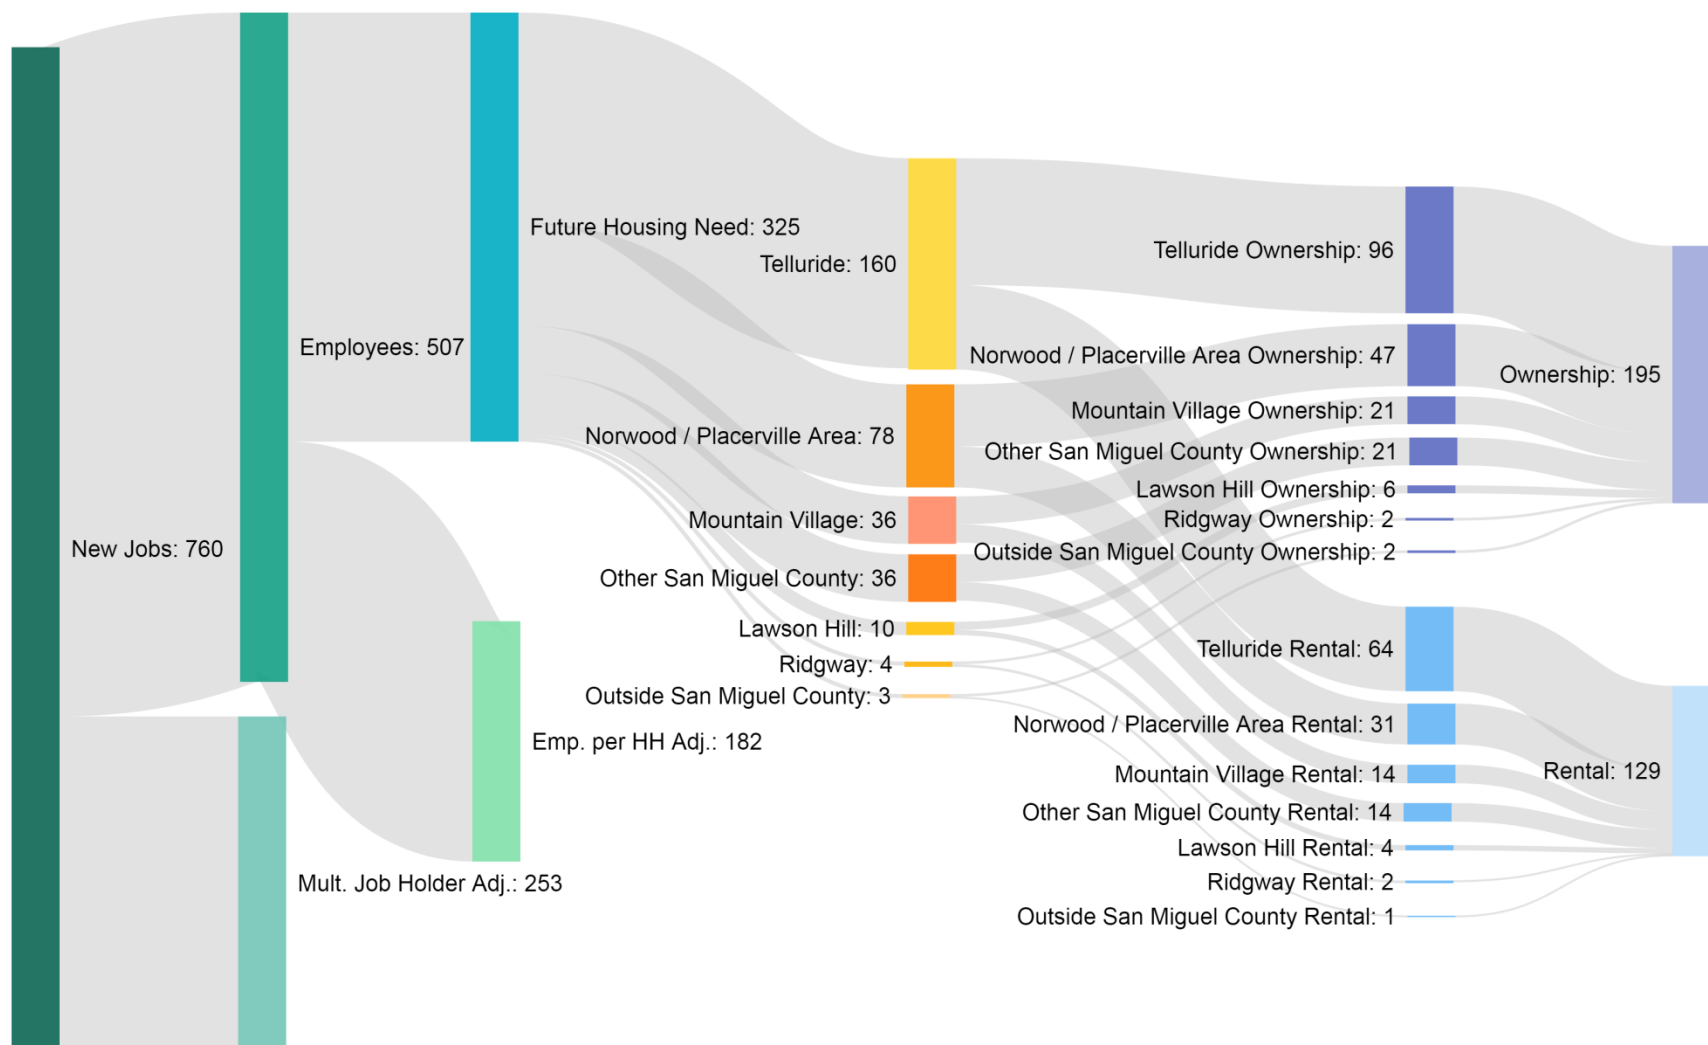 New Jobs: 760
Employees: 507
Mult. Job Holder Adj.: 253
Future Housing Need: 325
Emp. per HH Adj.: 182
Telluride: 160
Norwood / Placerville Area: 78
Mountain Village: 36
Other San Miguel County: 36
Lawson Hill: 10
Ridgway: 4
Outside San Miguel County: 3
Telluride Ownership: 96
Norwood / Placerville Area Ownership: 47
Mountain Village Ownership: 21
Other San Miguel County Ownership: 21
Lawson Hill Ownership: 6
Ridgway Ownership: 2
Outside San Miguel County Ownership: 2
Telluride Rental: 64
Norwood / Placerville Area Rental: 31
Mountain Village Rental: 14
Other San Miguel County Rental: 14
Lawson Hill Rental: 4
Ridgway Rental: 2
Outside San Miguel County Rental: 1
Ownership: 195
Rental: 129